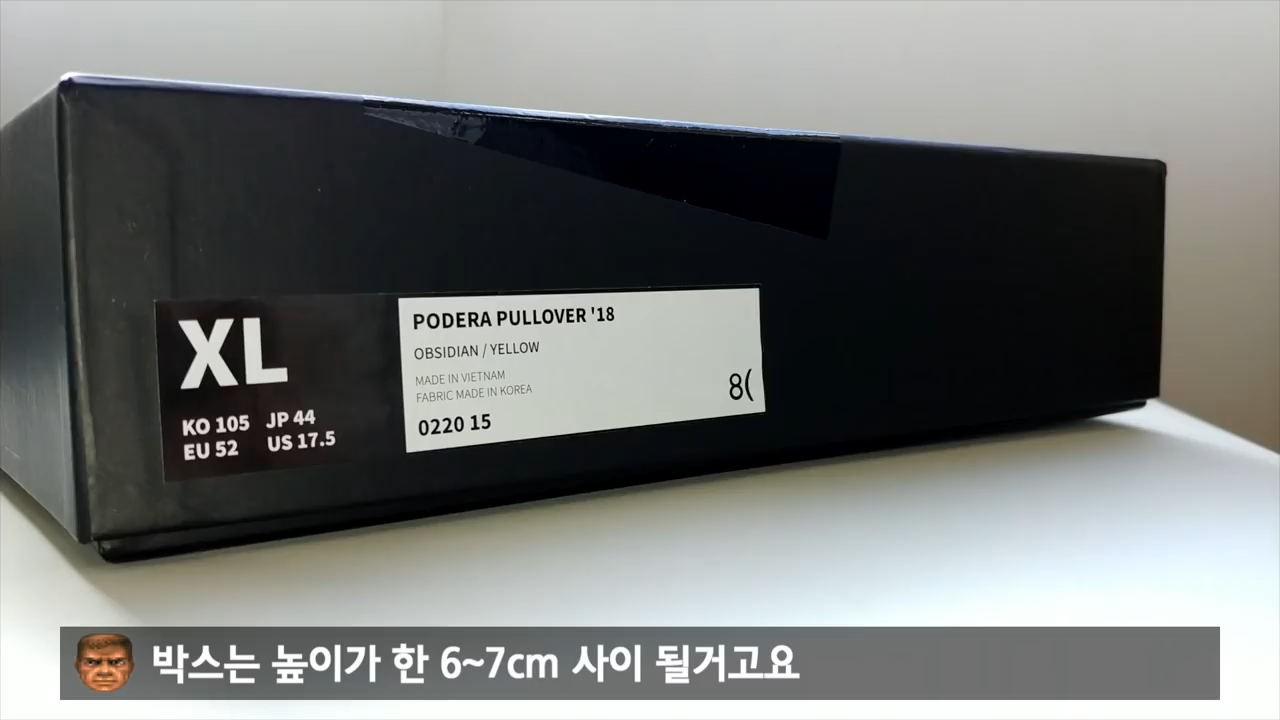 XL
KO 105 JP 44
EU 52 US 17.5
PODERA PULLOVER '18
OBSIDIAN / YELLOW
MADE IN VIETNAM
FABRIC MADE IN KOREA
0220 15
8(
박스는 높이가 한 6~7cm 사이 될거고요